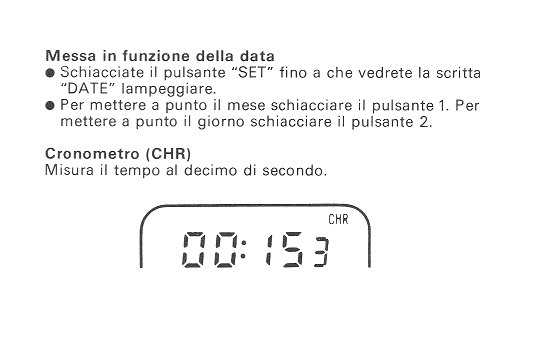 Messa in funzione della data
● Schiacciate il pulsante “SET” fino a che vedrete la scritta
“DATE” lampeggiare.
● Per mettere a punto il mese schiacciare il pulsante 1. Per
mettere a punto il giorno schiacciare il pulsante 2.
Cronometro (CHR)
Misura il tempo al decimo di secondo.
CHR
00:153